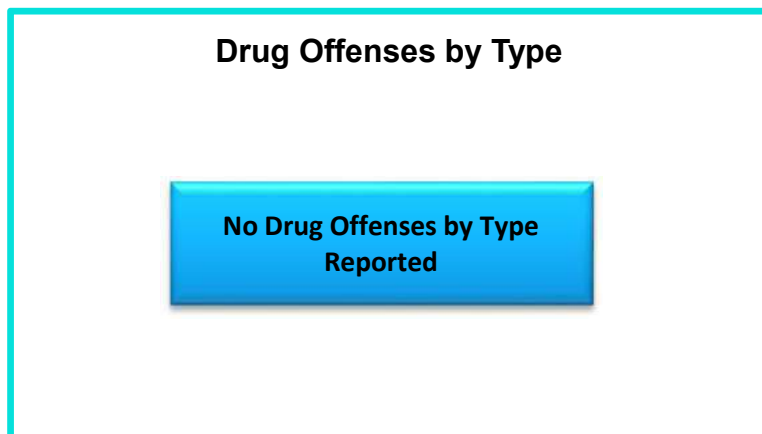 Drug Offenses by Type
No Drug Offenses by Type
Reported